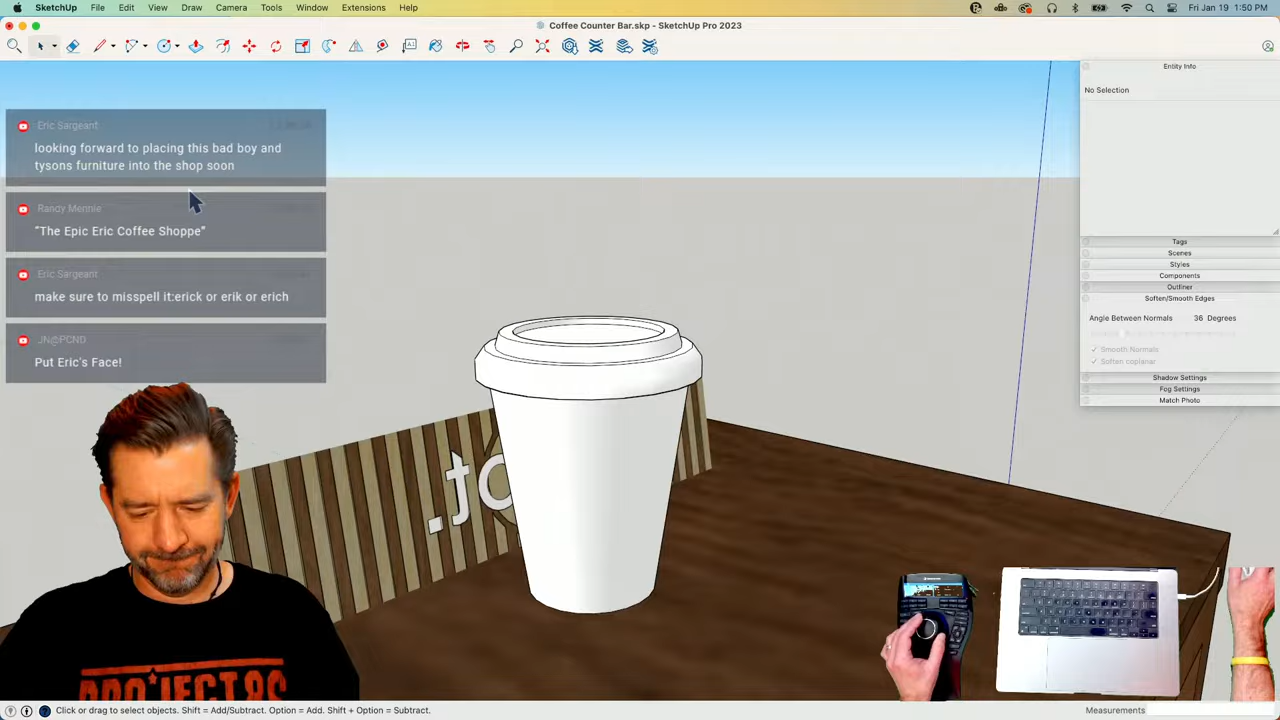 SketchUp File Edit View Draw Camera Tools Window Extensions Help
Fri Jan 19 1:50 PM
Coffee Counter Bar.skp - SketchUp Pro 2023
Entity Info
No Selection
Eric Sargeant
looking forward to placing this bad boy and
tysons furniture into the shop soon
Randy Mennie
“The Epic Eric Coffee Shoppe”
Eric Sargeant
make sure to misspell it:erick or erik or erich
JN@PCND
Put Eric's Face!
Tags
Scenes
Styles
Components
Outliner
Soften/Smooth Edges
Angle Between Normals 36 Degrees
Smooth Normals
Soften coplanar
Shadow Settings
Fog Settings
Match Photo
Click or drag to select objects. Shift = Add/Subtract. Option = Add. Shift + Option = Subtract.
Measurements